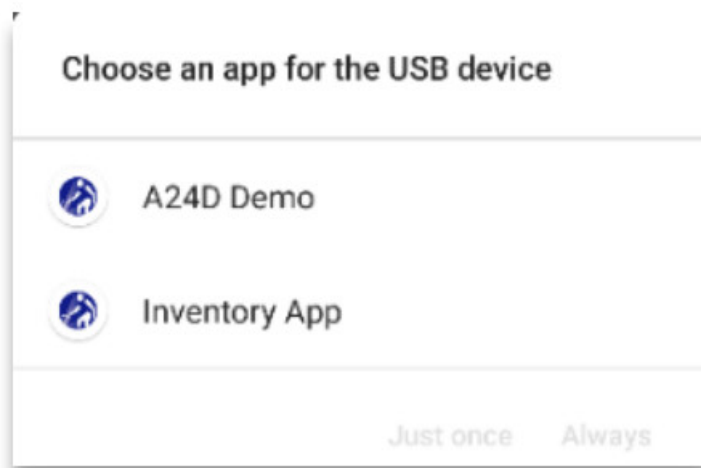 Choose an app for the USB device
A24D Demo
Inventory App
Just once Always